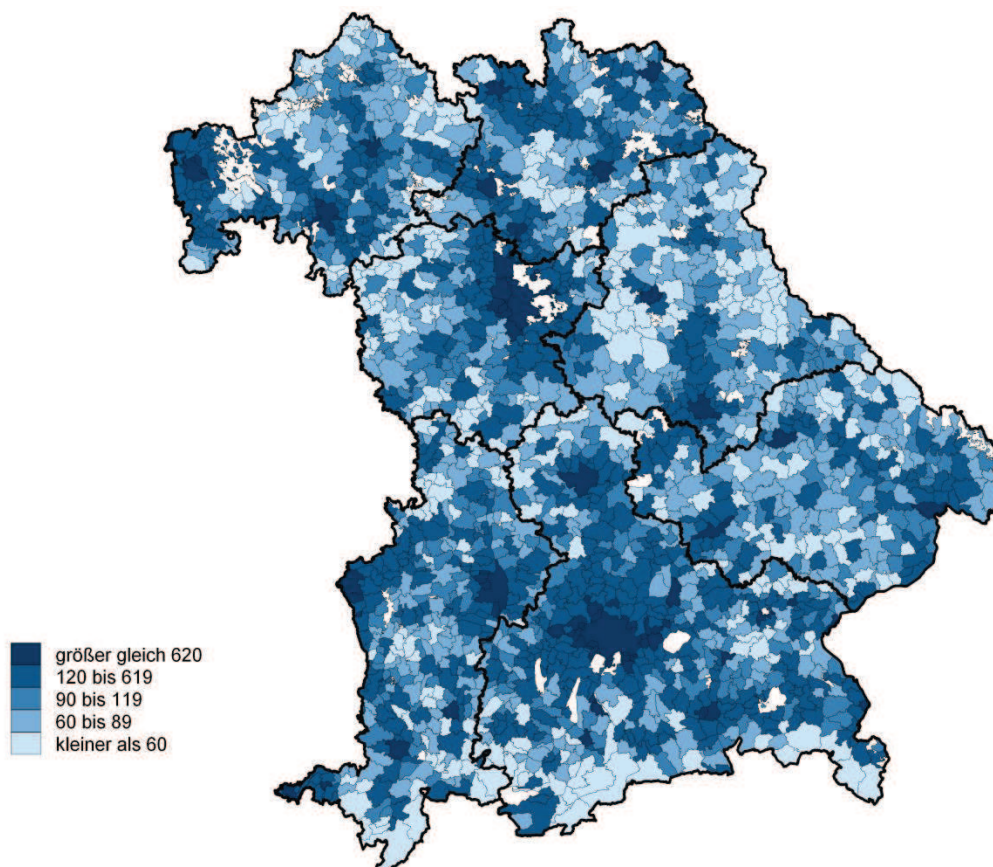 größer gleich 620
120 bis 619
90 bis 119
60 bis 89
kleiner als 60